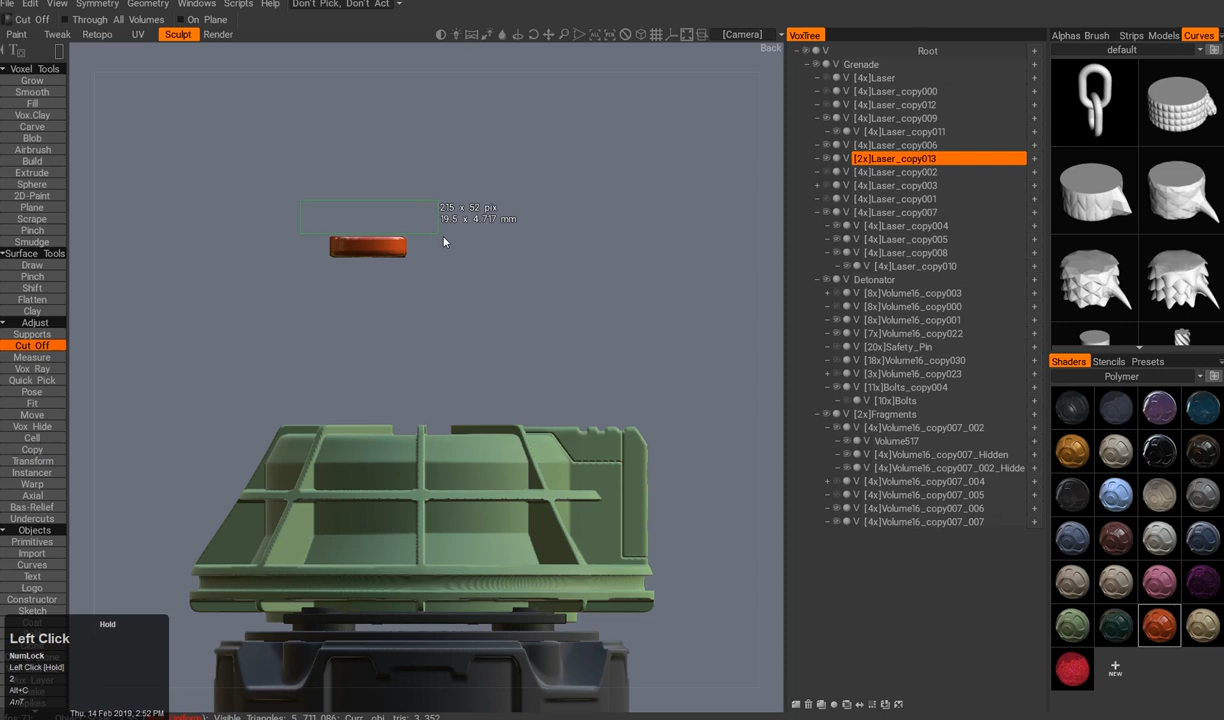 File Edit View Symmetry Geometry Windows Scripts Help Don't Pick, Don't Act
Cut Off Through All Volumes On Plane
Paint Tweak Retopo UV Sculpt Render [Camera]
Back
Voxel Tools
Grow
Smooth
Fill
Vox.Clay
Carve
Blob
Airbrush
Build
Extrude
Sphere
2D-Paint
Plane
Scrape
Pinch
Smudge
Surface Tools
Draw
Pinch
Shift
Flatten
Clay
Adjust
Supports
Cut Off
Measure
Vox Ray
Quick Pick
Pose
Fit
Move
Vox Hide
Cell
Copy
Transform
Instancer
Warp
Axial
Bas-Relief
Undercuts
Objects
Primitives
Import
Curves
Text
Logo
Constructor
Sketch
215 x 52 pix
19.5 x 4.717 mm
Hold
Left Click
NumLock
Left Click [Hold]
2
Alt+C
AnT
Thu, 14 Feb 2019, 2:52 PM
Visible Triangles: 5 711 086; Curr. obj. tris: 3 352
VoxTree
V Root +
V Grenade +
V [4x]Laser +
V [4x]Laser_copy000 +
V [4x]Laser_copy012 +
V [4x]Laser_copy009 +
V [4x]Laser_copy011 +
V [4x]Laser_copy006 +
V [2x]Laser_copy013 +
V [4x]Laser_copy002 +
V [4x]Laser_copy003 +
V [4x]Laser_copy001 +
V [4x]Laser_copy007 +
V [4x]Laser_copy004 +
V [4x]Laser_copy005 +
V [4x]Laser_copy008 +
V [4x]Laser_copy010 +
V Detonator +
V [8x]Volume16_copy003 +
V [8x]Volume16_copy000 +
V [8x]Volume16_copy001 +
V [7x]Volume16_copy022 +
V [20x]Safety_Pin +
V [18x]Volume16_copy030 +
V [3x]Volume16_copy023 +
V [11x]Bolts_copy004 +
V [10x]Bolts +
V [2x]Fragments +
V [4x]Volume16_copy007_002 +
V Volume517 +
V [4x]Volume16_copy007_Hidden +
V [4x]Volume16_copy007_002_Hidde +
V [4x]Volume16_copy007_004 +
V [4x]Volume16_copy007_005 +
V [4x]Volume16_copy007_006 +
V [4x]Volume16_copy007_007 +
Alphas Brush Strips Models Curves
default
Shaders Stencils Presets
Polymer
+
NEW